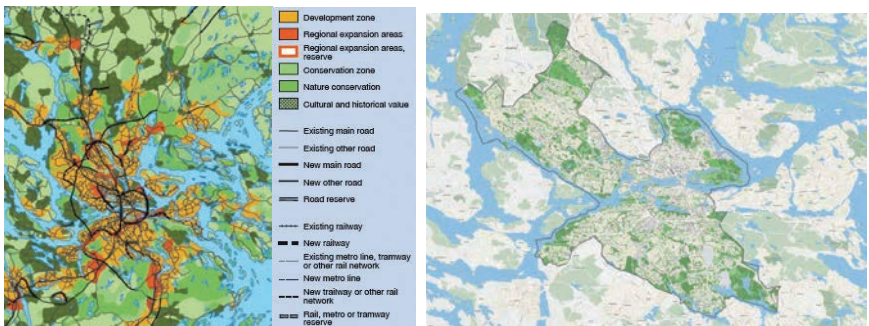 Development zone
Regional expansion areas
Regional expansion areas,
reserve
Conservation zone
Nature conservation
Cultural and historical value
Existing main road
Existing other road
New main road
New other road
Road reserve
Existing railway
New railway
Existing metro line, tramway
or other rail network
New metro line
New trailway or other rail
network
Rail, metro or tramway
reserve